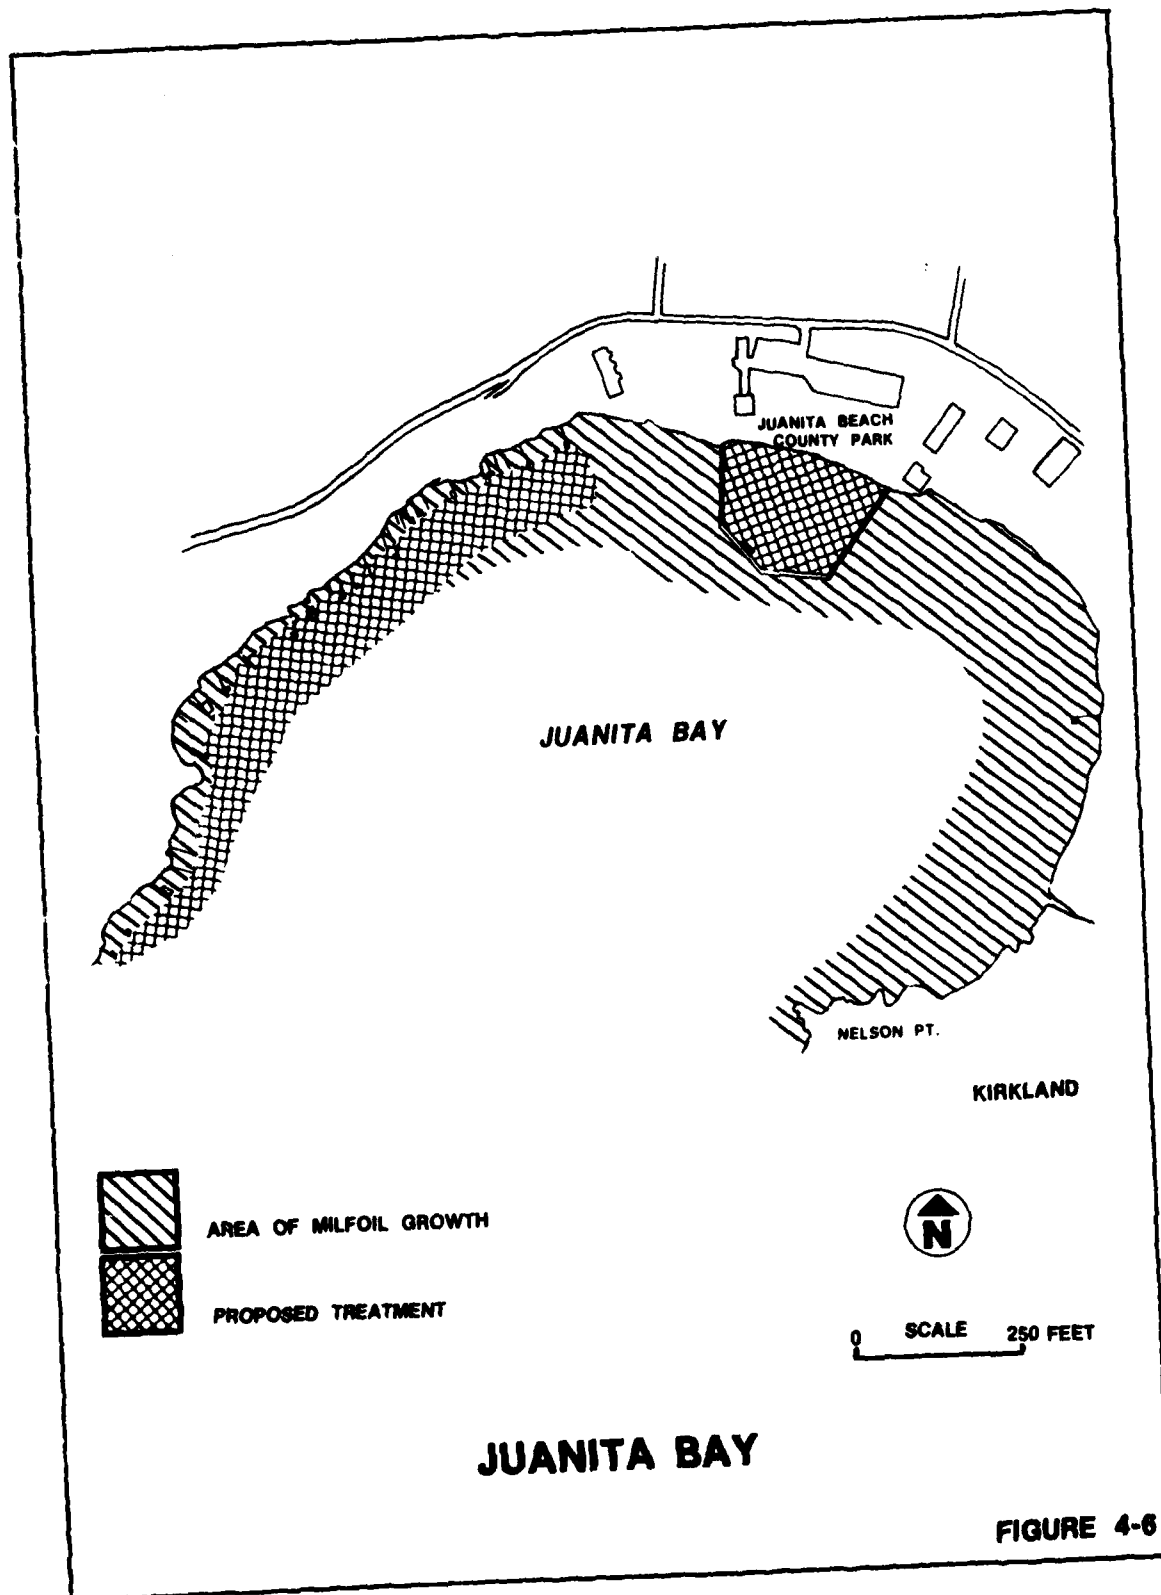 JUANITA BEACH
COUNTY PARK
JUANITA BAY
NELSON PT.
KIRKLAND
AREA OF MILFOIL GROWTH
N
PROPOSED TREATMENT
0 SCALE 250 FEET
JUANITA BAY
FIGURE 4-6